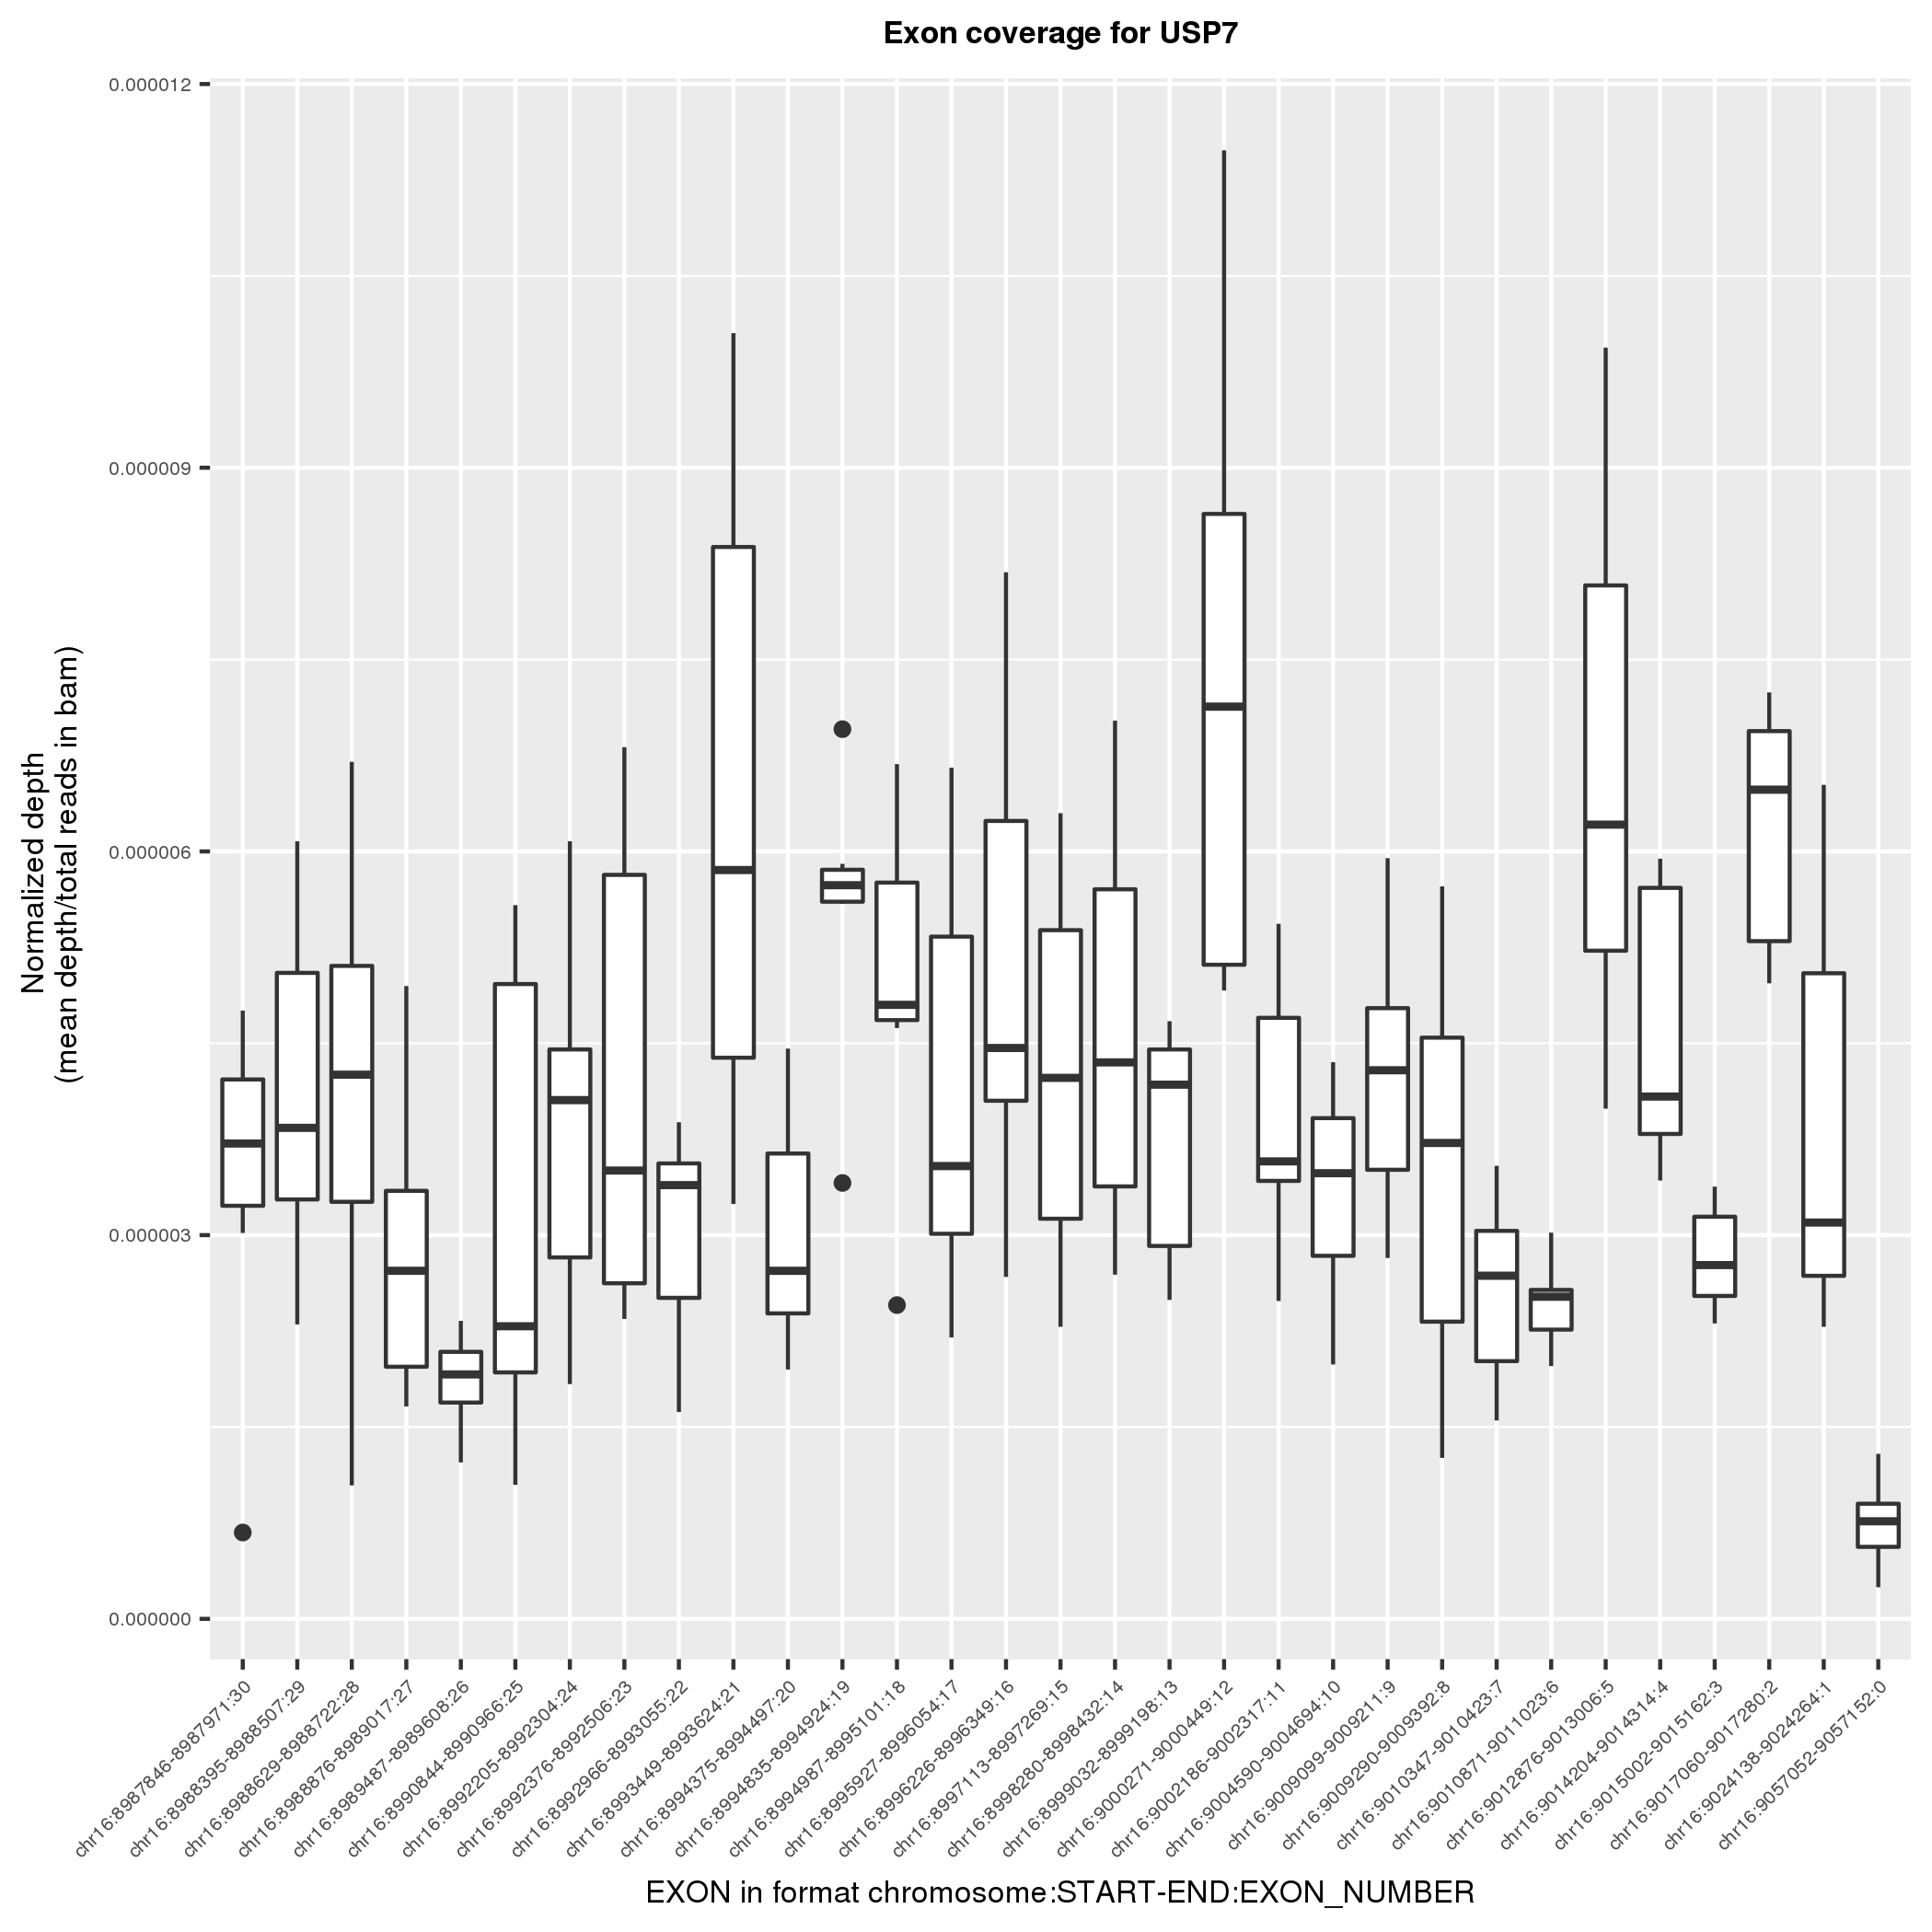 Exon coverage for USP7
0.000012
0.000009
0.000006
0.000003
0.000000
Normalized depth
(mean depth/total reads in bam)
chr16:8987846-8987971:30
chr16:8988395-8988507:29
chr16:8988629-8988722:28
chr16:8988876-8989017:27
chr16:8989487-8989608:26
chr16:8990844-8990966:25
chr16:8992205-8992304:24
chr16:8992376-8992506:23
chr16:8992966-8993055:22
chr16:8993449-8993624:21
chr16:8994375-8994497:20
chr16:8994835-8994924:19
chr16:8994987-8995101:18
chr16:8995927-8996054:17
chr16:8996226-8996349:16
chr16:8997113-8997269:15
chr16:8998280-8998432:14
chr16:8999032-8999198:13
chr16:9000271-9000449:12
chr16:9002186-9002317:11
chr16:9004590-9004694:10
chr16:9009099-9009211:9
chr16:9009290-9009392:8
chr16:9010347-9010423:7
chr16:9010871-9011023:6
chr16:9012876-9013006:5
chr16:9014204-9014314:4
chr16:9015002-9015162:3
chr16:9017060-9017280:2
chr16:9024138-9024264:1
chr16:9057052-9057152:0
EXON in format chromosome:START-END:EXON_NUMBER